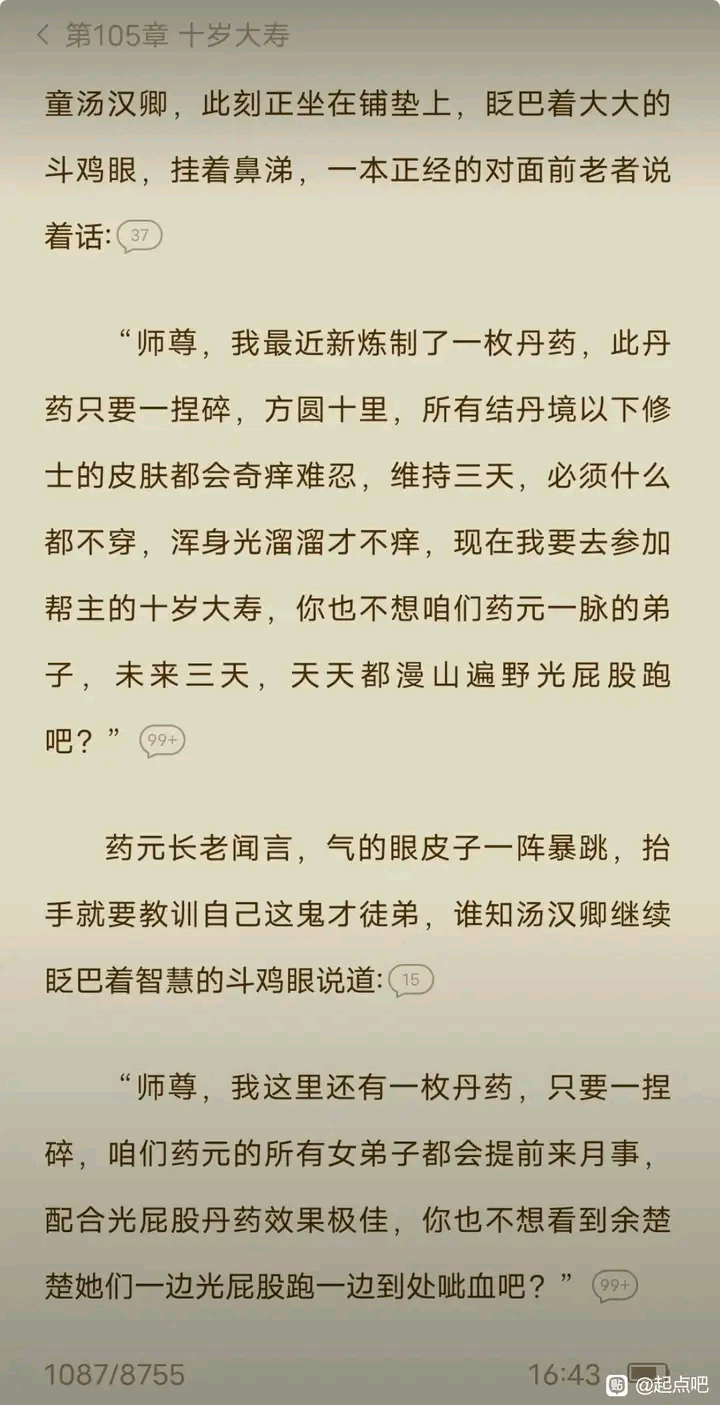 第105章 十岁大寿
童汤汉卿，此刻正坐在铺垫上，眨巴着大大的
斗鸡眼，挂着鼻涕，一本正经的对面前老者说
着话:37
“师尊，我最近新炼制了一枚丹药，此丹
药只要一捏碎，方圆十里，所有结丹境以下修
士的皮肤都会奇痒难忍，维持三天，必须什么
都不穿，浑身光溜溜才不痒，现在我要去参加
帮主的十岁大寿，你也不想咱们药元一脉的弟
子，未来三天，天天都漫山遍野光屁股跑
吧？” 99+
药元长老闻言，气的眼皮子一阵暴跳，抬
手就要教训自己这鬼才徒弟，谁知汤汉卿继续
眨巴着智慧的斗鸡眼说道:15
“师尊，我这里还有一枚丹药，只要一捏
碎，咱们药元的所有女弟子都会提前来月事，
配合光屁股丹药效果极佳，你也不想看到余楚
楚她们一边光屁股跑一边到处呲血吧？” 99+
1087/8755 16:43
贴 @起点吧